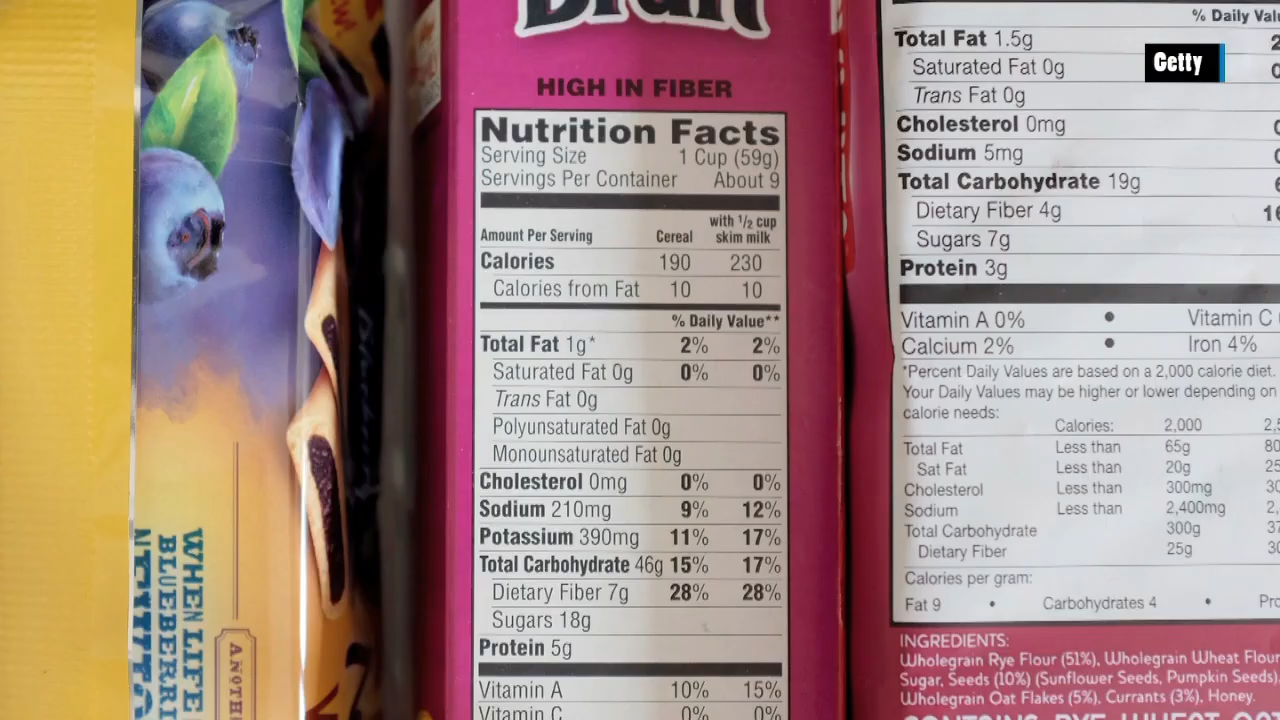 Bran
HIGH IN FIBER
Nutrition Facts
Serving Size 1 Cup (59g)
Servings Per Container About 9
Amount Per Serving Cereal with 1/2 cup skim milk
Calories 190 230
Calories from Fat 10 10
% Daily Value**
Total Fat 1g* 2% 2%
Saturated Fat 0g 0% 0%
Trans Fat 0g
Polyunsaturated Fat 0g
Monounsaturated Fat 0g
Cholesterol 0mg 0% 0%
Sodium 210mg 9% 12%
Potassium 390mg 11% 17%
Total Carbohydrate 46g 15% 17%
Dietary Fiber 7g 28% 28%
Sugars 18g
Protein 5g
Vitamin A 10% 15%
Vitamin C 0% 0%
% Daily
Total Fat 1.5g
Saturated Fat 0g
Trans Fat 0g
Cholesterol 0mg
Sodium 5mg
Total Carbohydrate 19g
Dietary Fiber 4g
Sugars 7g
Protein 3g
Vitamin A 0% • Vitamin C
Calcium 2% • Iron 4%
*Percent Daily Values are based on a 2,000 calorie diet.
Your Daily Values may be higher or lower depending on
calorie needs:
Calories: 2,000
Total Fat Less than 65g
Sat Fat Less than 20g
Cholesterol Less than 300mg
Sodium Less than 2,400mg
Total Carbohydrate 300g
Dietary Fiber 25g
Calories per gram:
Fat 9 • Carbohydrates 4 •
INGREDIENTS:
Wholegrain Rye Flour (51%), Wholegrain Wheat Flour
Sugar, Seeds (10%) (Sunflower Seeds, Pumpkin Seeds),
Wholegrain Oat Flakes (5%), Currants (3%), Honey.
CONTAINS RYE WHEAT
Getty
WHEN LIFE